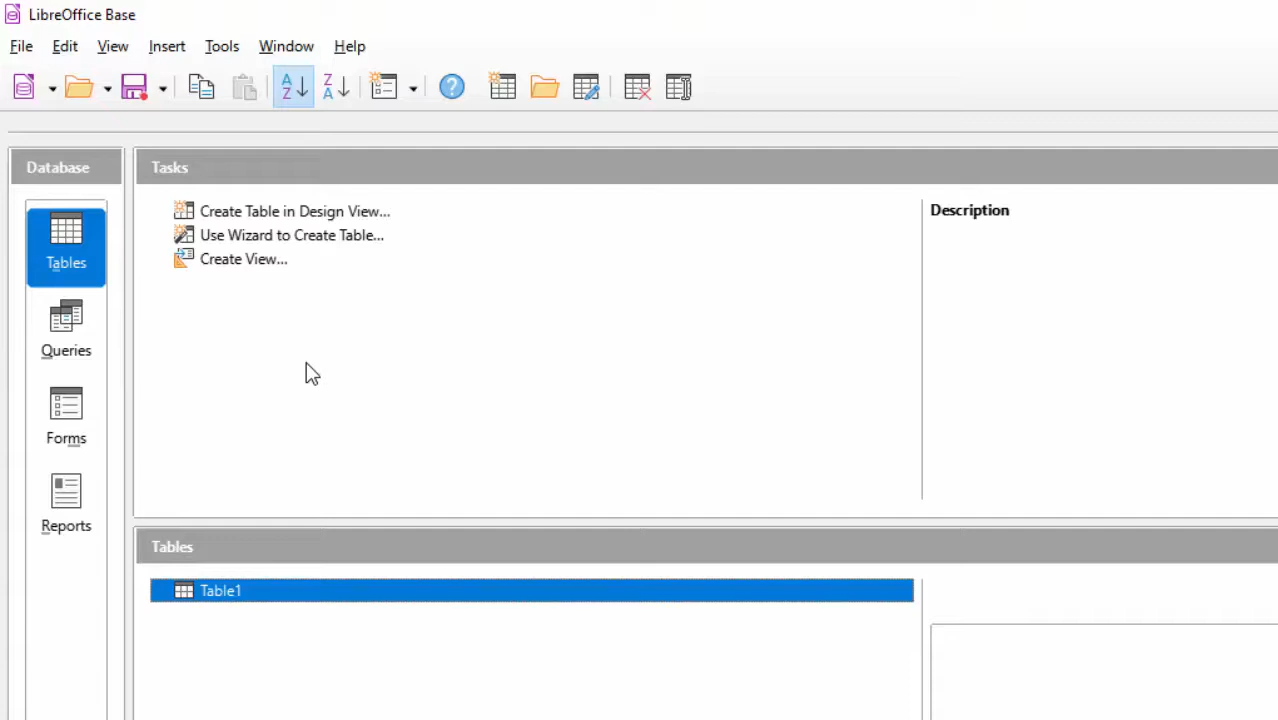 LibreOffice Base
File Edit View Insert Tools Window Help
Database
Tables
Queries
Forms
Reports
Tasks
Create Table in Design View...
Use Wizard to Create Table...
Create View...
Description
Tables
Table1